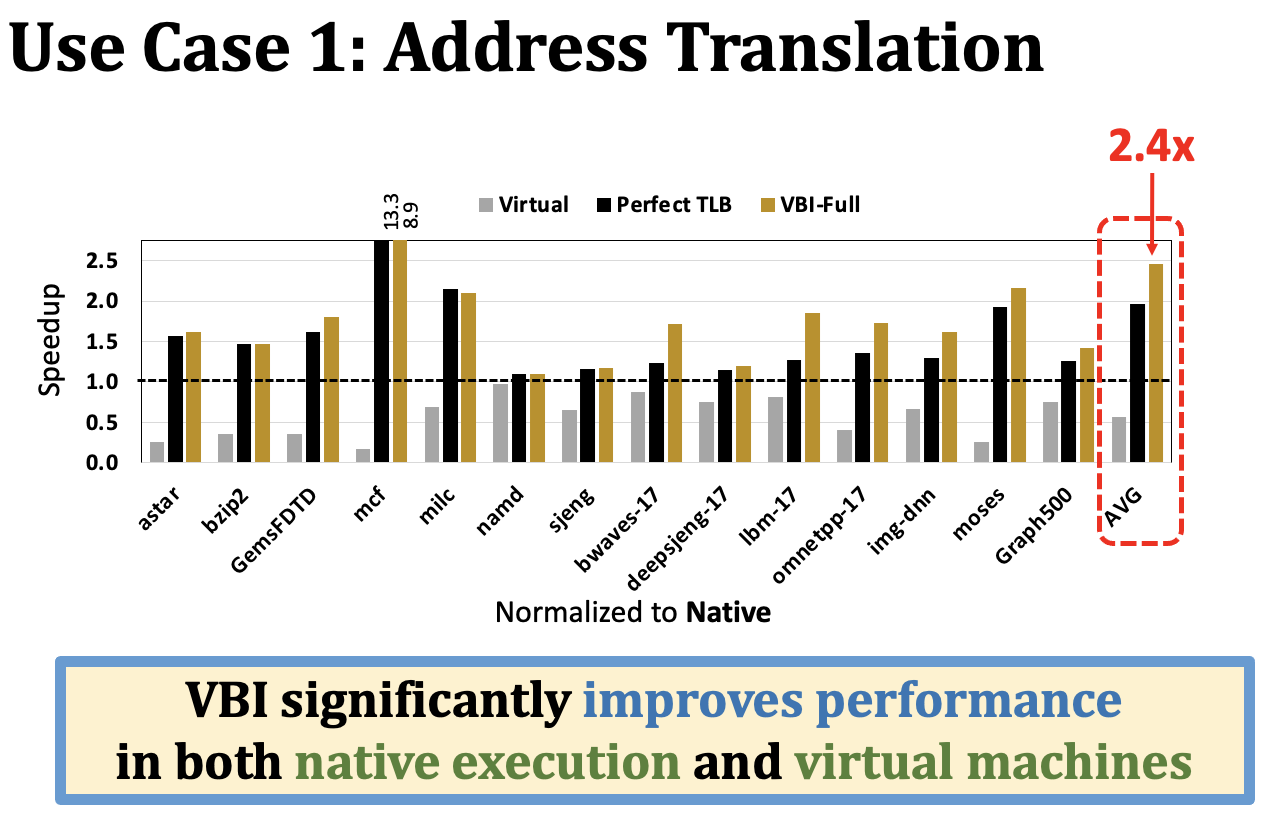 Use Case 1: Address Translation
2.4x
13.3
8.9
Virtual
Perfect TLB
VBI-Full
Speedup
2.5
2.0
1.5
1.0
0.5
0.0
astar
bzip2
GemsFDTD
mcf
milc
namd
sjeng
bwaves-17
deepsjeng-17
lbm-17
omnetpp-17
img-dnn
moses
Graph500
AVG
Normalized to Native
VBI significantly improves performance
in both native execution and virtual machines